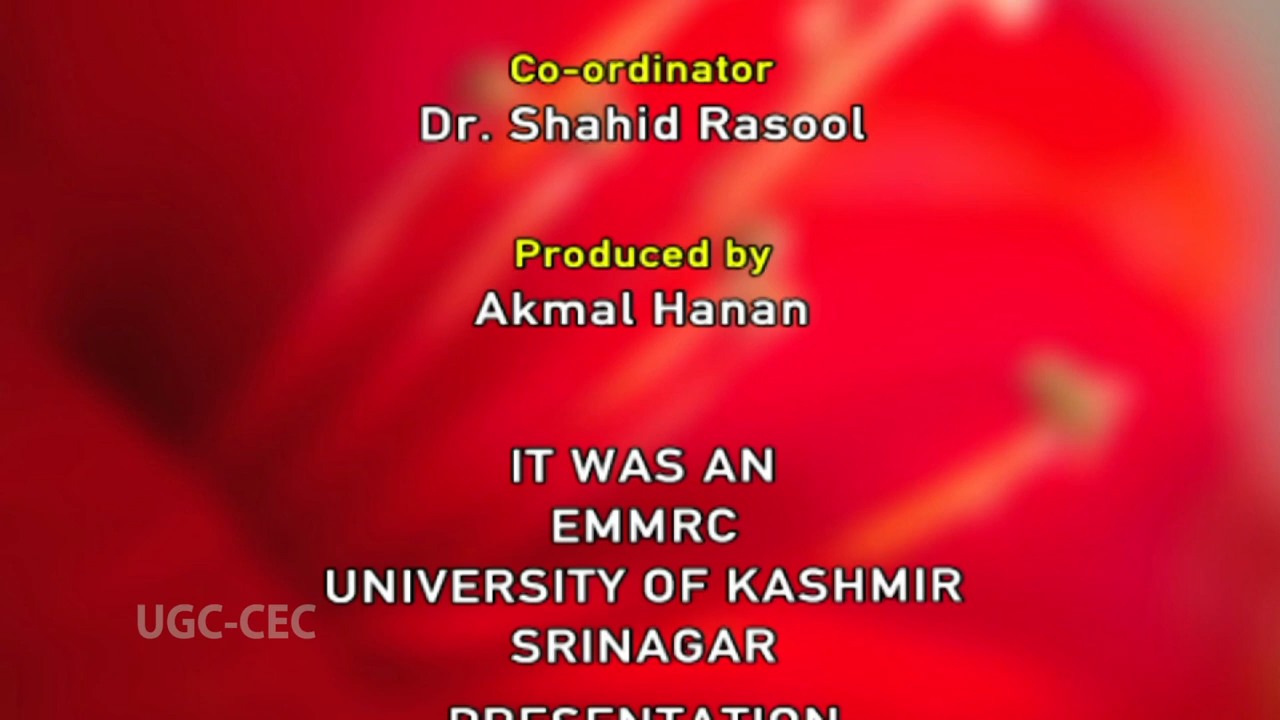 Co-ordinator
Dr. Shahid Rasool
Produced by
Akmal Hanan
IT WAS AN
EMMRC
UNIVERSITY OF KASHMIR
UGC-CEC
SRINAGAR
PRESENTATION